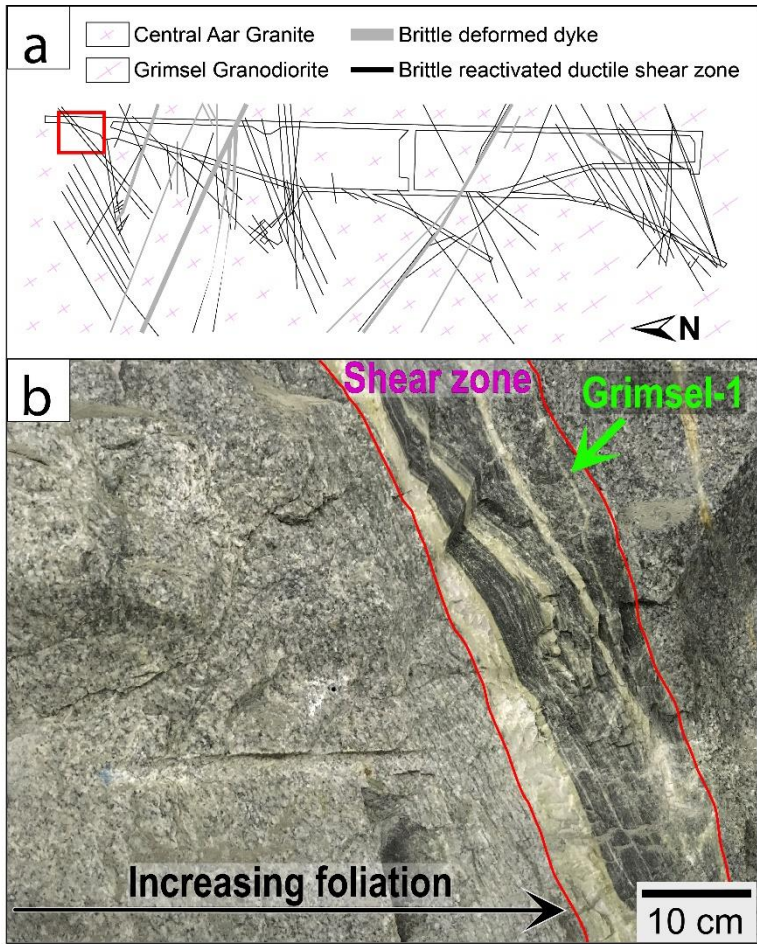 a
Central Aar Granite
Brittle deformed dyke
Grimsel Granodiorite
Brittle reactivated ductile shear zone
N
b
Shear zone
Grimsel-1
Increasing foliation
10 cm